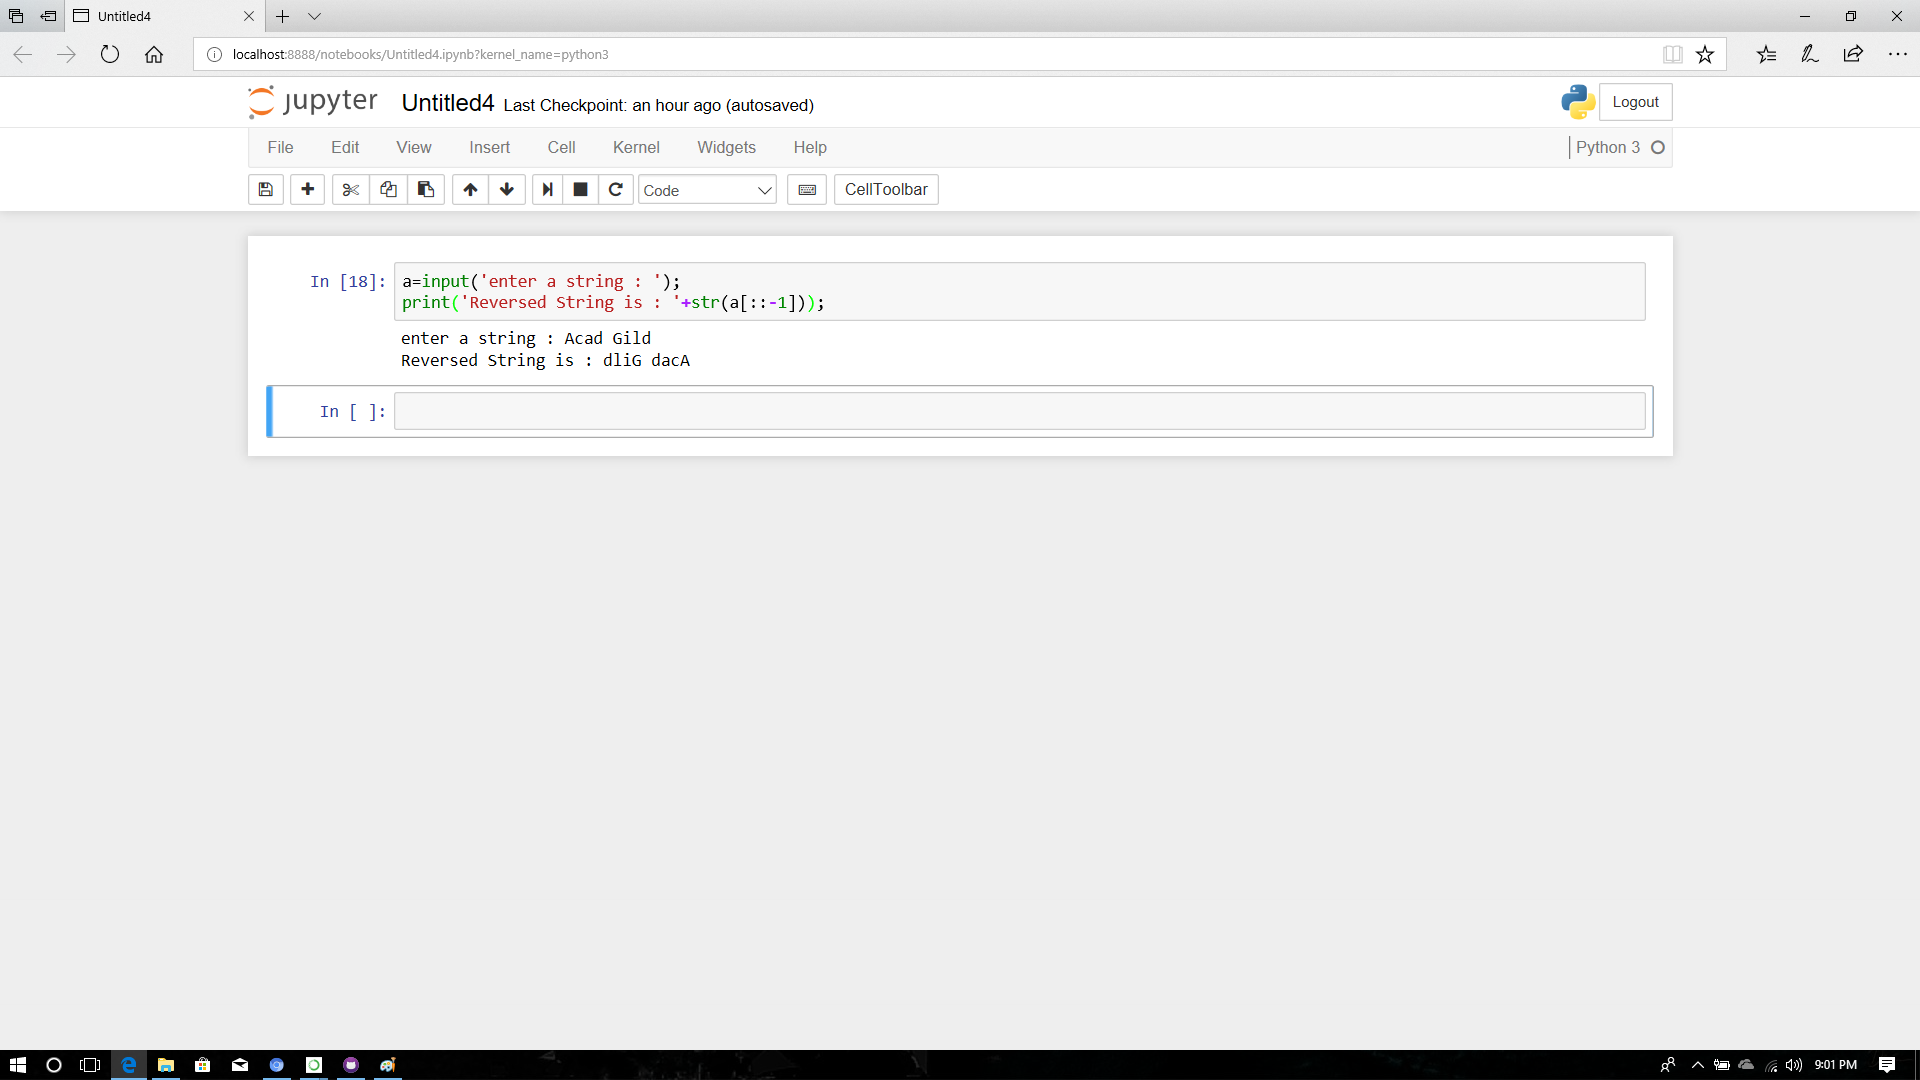 Untitled4
localhost:8888/notebooks/Untitled4.ipynb?kernel_name=python3
jupyter Untitled4 Last Checkpoint: an hour ago (autosaved)
Logout
File Edit View Insert Cell Kernel Widgets Help
Python 3
Code
CellToolbar
In [18]: a=input('enter a string : ');
print('Reversed String is : '+str(a[::-1]));
enter a string : Acad Gild
Reversed String is : dliG dacA
In [ ]:
9:01 PM